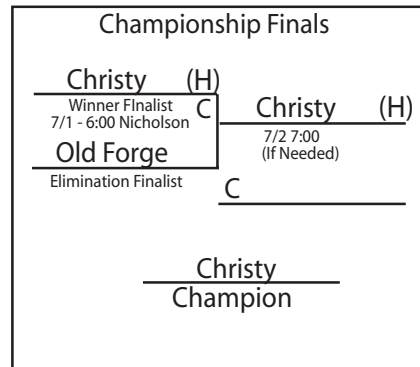 Championship Finals
Christy (H)
Winner FInalist
7/1 - 6:00 Nicholson
C
Old Forge
Elimination Finalist
Christy (H)
7/2 7:00
(If Needed)
C
Christy
Champion